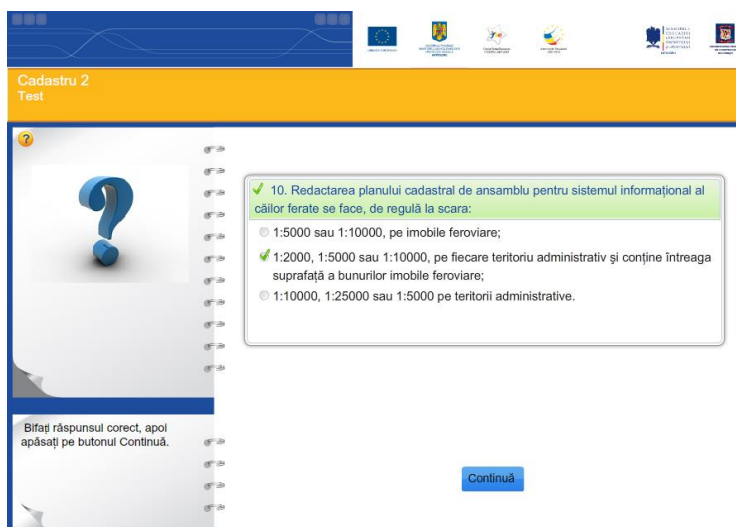 Cadastru 2
Test
10. Redactarea planului cadastral de ansamblu pentru sistemul informațional al
căilor ferate se face, de regulă la scara:
1:5000 sau 1:10000, pe imobile feroviare;
1:2000, 1:5000 sau 1:10000, pe fiecare teritoriu administrativ și conține întreaga
suprafață a bunurilor imobile feroviare;
1:10000, 1:25000 sau 1:5000 pe teritorii administrative.
Bifați răspunsul corect, apoi
apăsați pe butonul Continuă.
Continuă